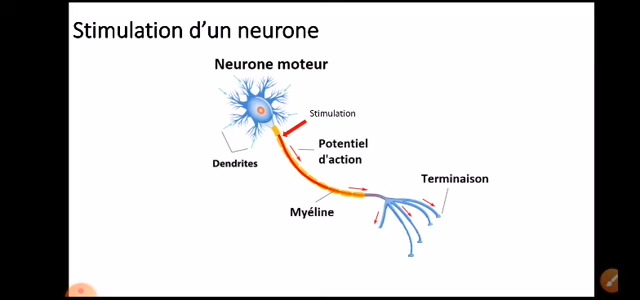 Stimulation d'un neurone
Neurone moteur
Stimulation
Potentiel
d'action
Dendrites
Terminaison
Myéline